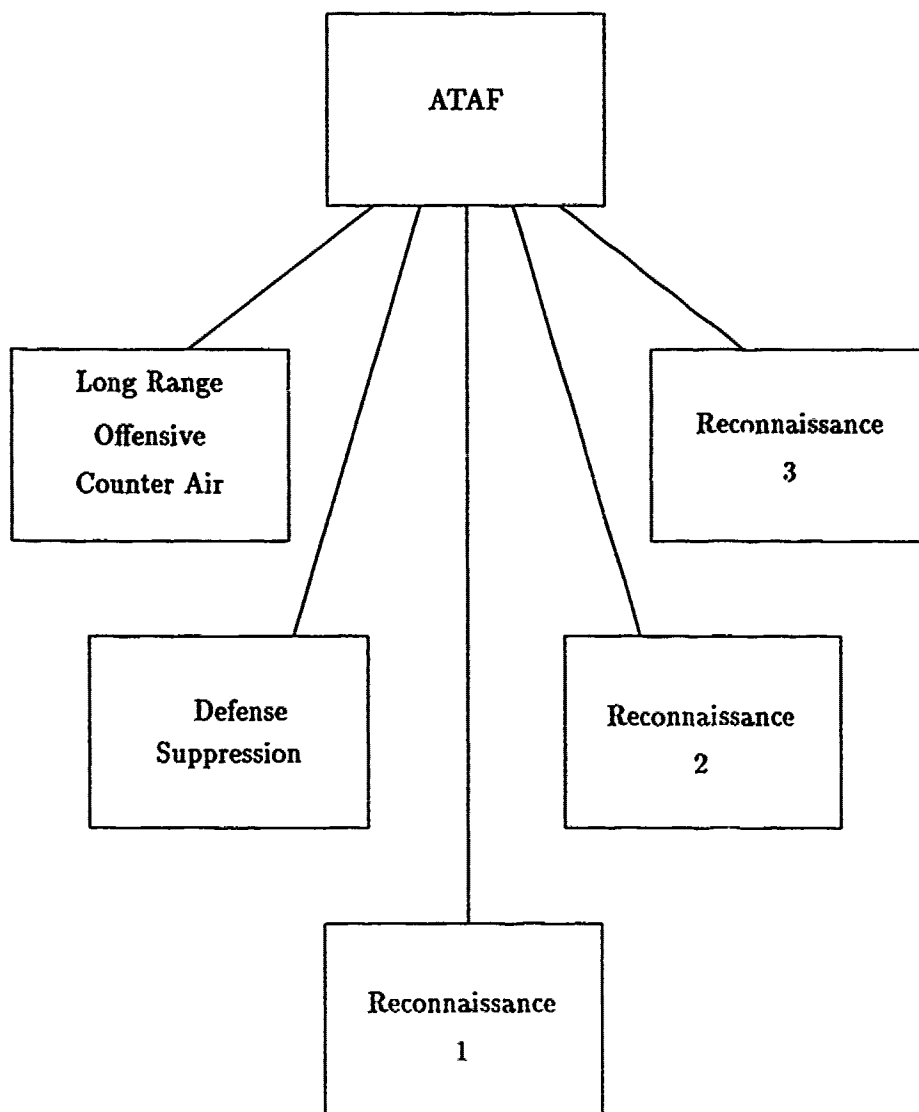 ATAF
Long Range
Offensive
Counter Air
Reconnaissance
3
Defense
Suppression
Reconnaissance
2
Reconnaissance
1